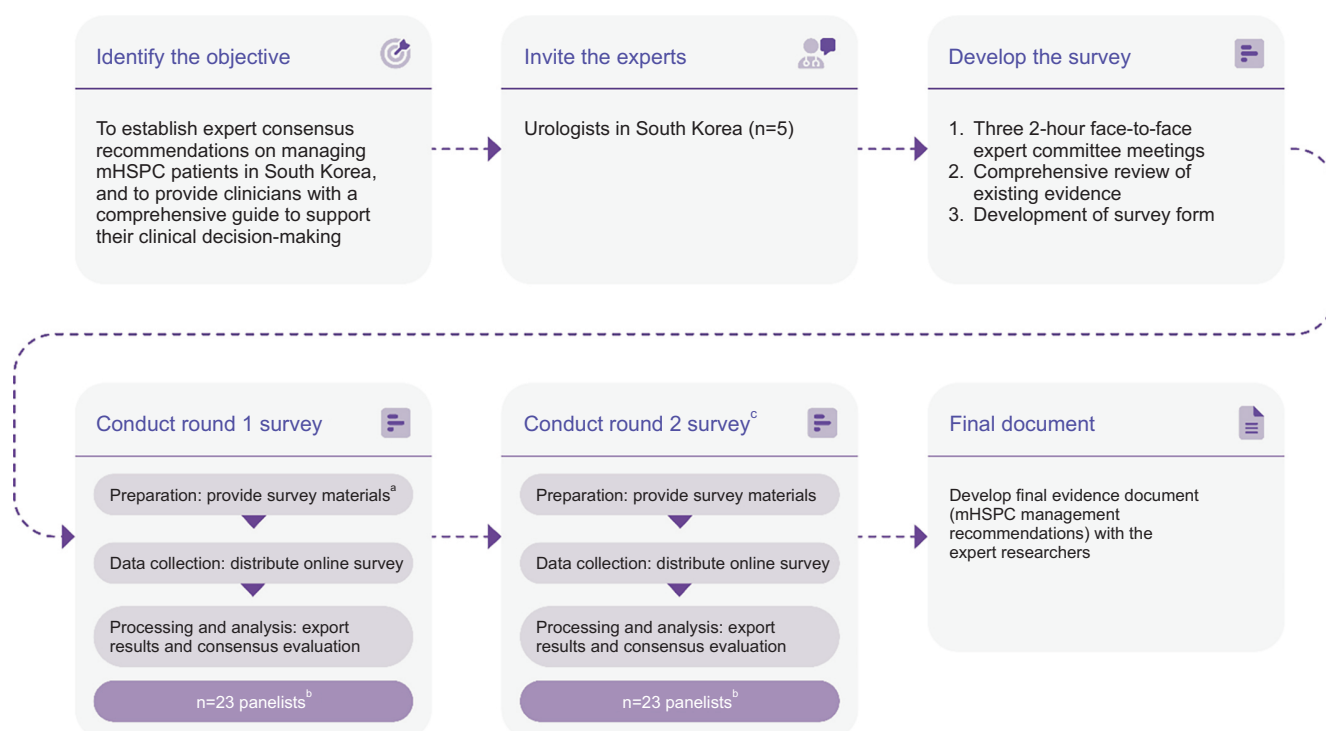 Identify the objective
To establish expert consensus
recommendations on managing
mHSPC patients in South Korea,
and to provide clinicians with a
comprehensive guide to support
their clinical decision-making
Invite the experts
Urologists in South Korea (n=5)
Develop the survey
1. Three 2-hour face-to-face
expert committee meetings
2. Comprehensive review of
existing evidence
3. Development of survey form
Conduct round 1 survey
Preparation: provide survey materialsa
Data collection: distribute online survey
Processing and analysis: export
results and consensus evaluation
n=23 panelistsb
Conduct round 2 surveyc
Preparation: provide survey materials
Data collection: distribute online survey
Processing and analysis: export
results and consensus evaluation
n=23 panelistsb
Final document
Develop final evidence document
(mHSPC management
recommendations) with the
expert researchers